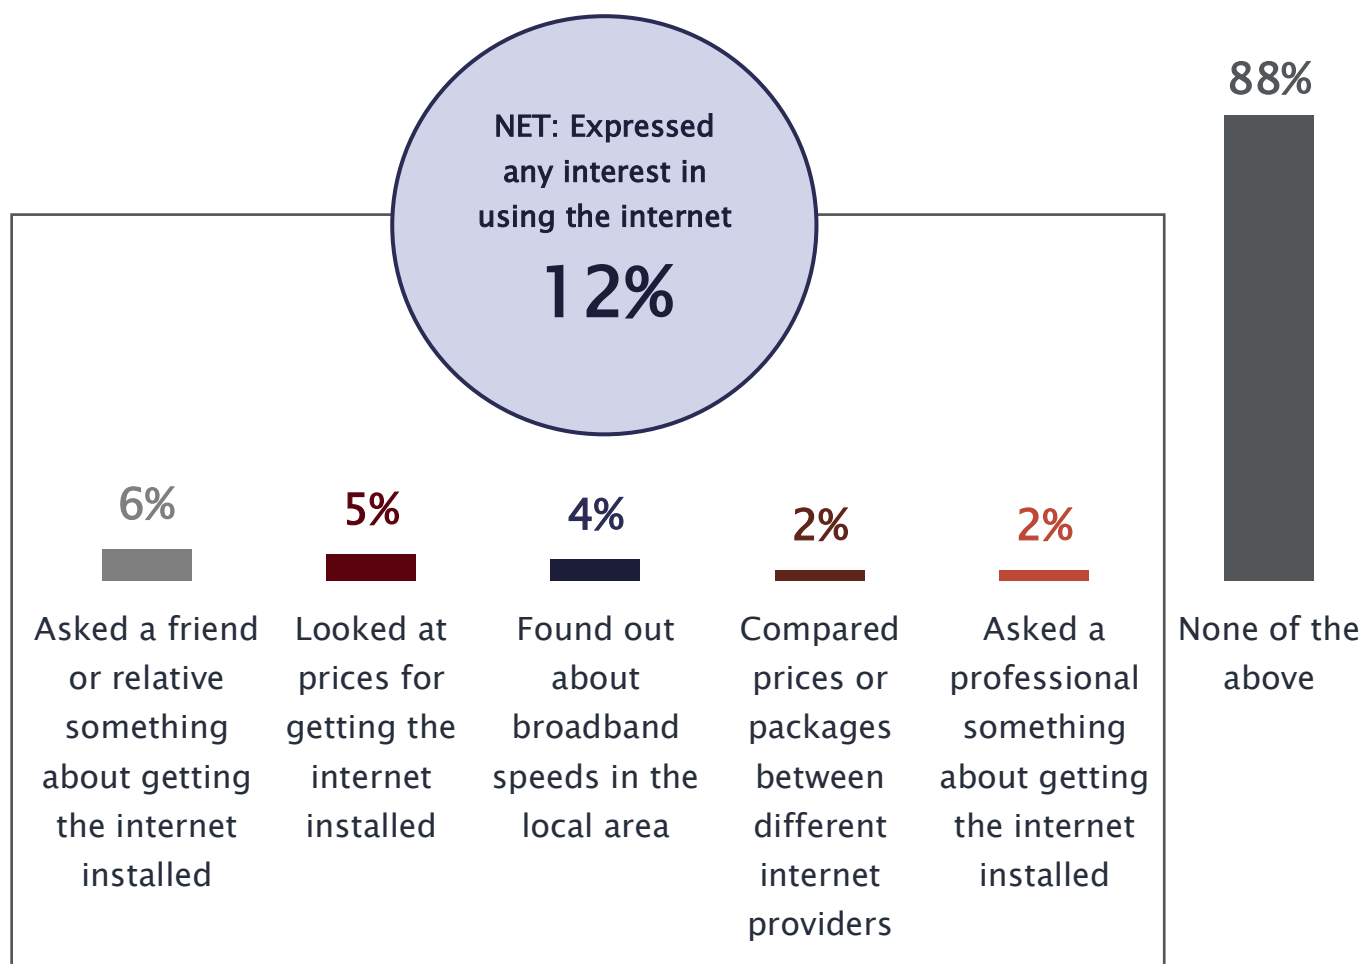 NET: Expressed
any interest in
using the internet
12%
88%
6%
5%
4%
2%
2%
Asked a friend
or relative
something
about getting
the internet
installed
Looked at
prices for
getting the
internet
installed
Found out
about
broadband
speeds in the
local area
Compared
prices or
packages
between
different
internet
providers
Asked a
professional
something
about getting
the internet
installed
None of the
above